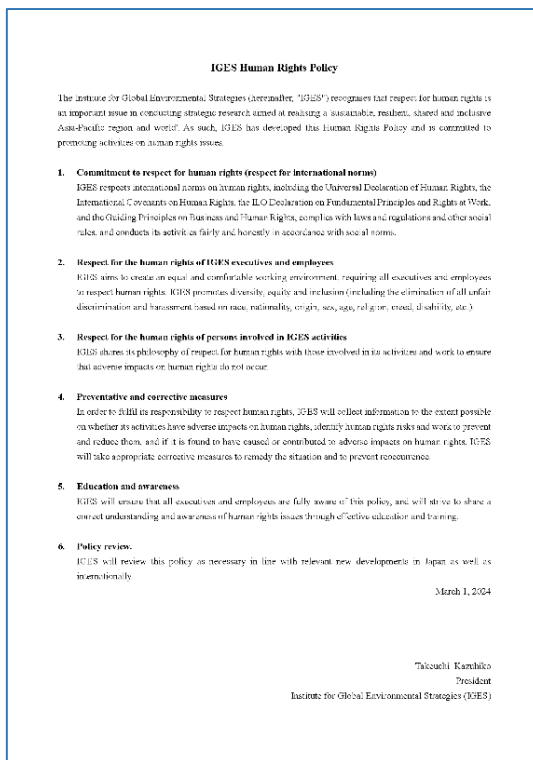 IGES Human Rights Policy
The Institute for Global Environmental Strategies (hereinafter, "IGES") recognises that respect for human rights is
an important issue in conducting strategic research aimed at realising a 'sustainable, resilient, shared and inclusive
Asia-Pacific region and world'. As such, IGES has developed this Human Rights Policy and is committed to
promoting activities on human rights issues.
1. Commitment to respect for human rights (respect for international norms)
IGES respects international norms on human rights, including the Universal Declaration of Human Rights, the
International Covenants on Human Rights, the ILO Declaration on Fundamental Principles and Rights at Work,
and the Guiding Principles on Business and Human Rights, complies with laws and regulations and other social
rules, and conducts its activities fairly and honestly in accordance with social norms.
2. Respect for the human rights of IGES executives and employees
IGES aims to create an equal and comfortable working environment, requiring all executives and employees
to respect human rights. IGES promotes diversity, equity and inclusion (including the elimination of all unfair
discrimination and harassment based on race, nationality, origin, sex, age, religion, creed, disability, etc.)
3. Respect for the human rights of persons involved in IGES activities
IGES shares its philosophy of respect for human rights with those involved in its activities and work to ensure
that adverse impacts on human rights do not occur.
4. Preventative and corrective measures
In order to fulfil its responsibility to respect human rights, IGES will collect information to the extent possible
on whether its activities have adverse impacts on human rights, identify human rights risks and work to prevent
and reduce them, and if it is found to have caused or contributed to adverse impacts on human rights, IGES
will take appropriate corrective measures to remedy the situation and to prevent reoccurrence.
5. Education and awareness
IGES will ensure that all executives and employees are fully aware of this policy, and will strive to share a
correct understanding and awareness of human rights issues through effective education and training.
6. Policy review.
IGES will review this policy as necessary in line with relevant new developments in Japan as well as
internationally.
March 1, 2024
Takeuchi Kazuhiko
President
Institute for Global Environmental Strategies (IGES)